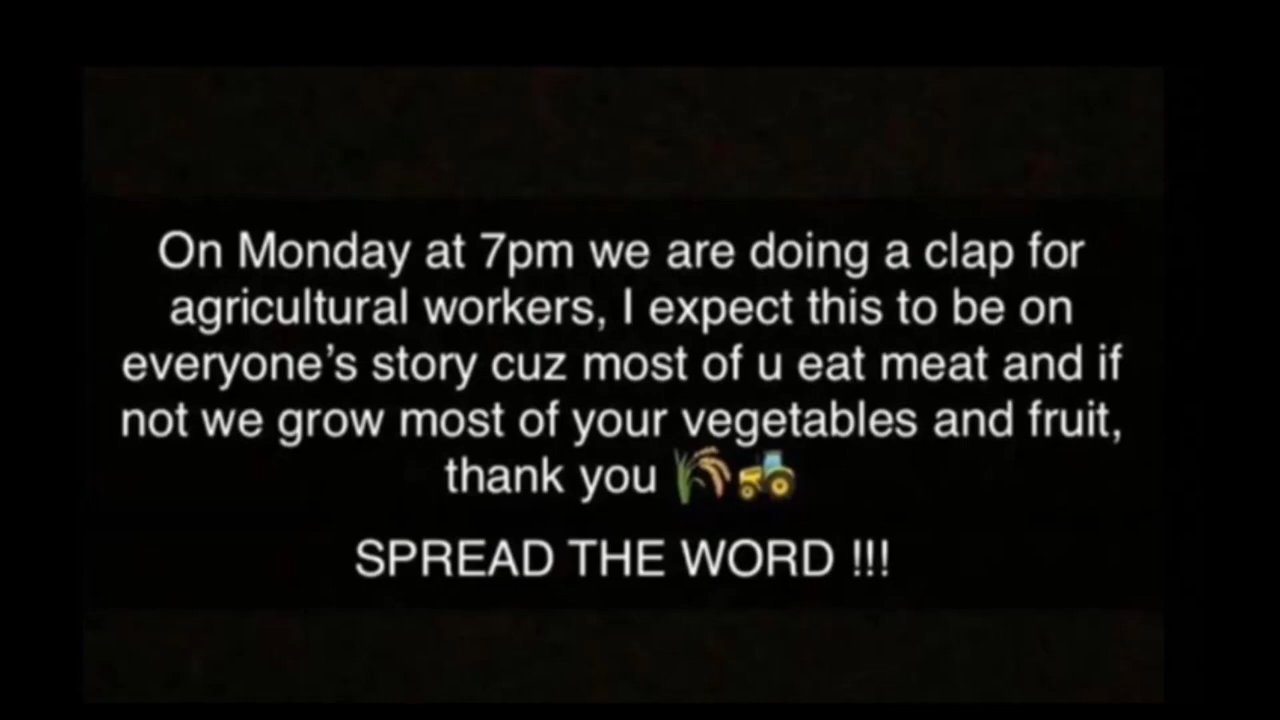 On Monday at 7pm we are doing a clap for
agricultural workers, I expect this to be on
everyone’s story cuz most of u eat meat and if
not we grow most of your vegetables and fruit,
thank you 🌾🚜
SPREAD THE WORD !!!